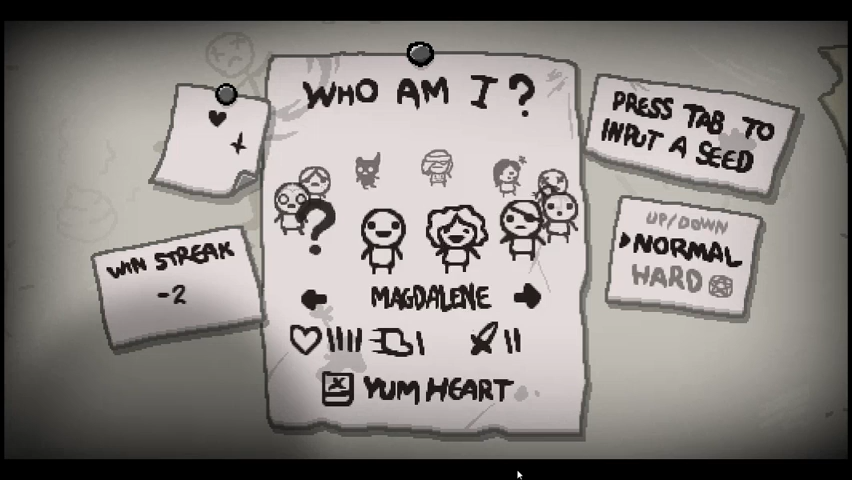 WHO AM I ?
PRESS TAB TO
INPUT A SEED
WIN STREAK
-2
UP/DOWN
NORMAL
HARD
?
MAGDALENE
YUM HEART